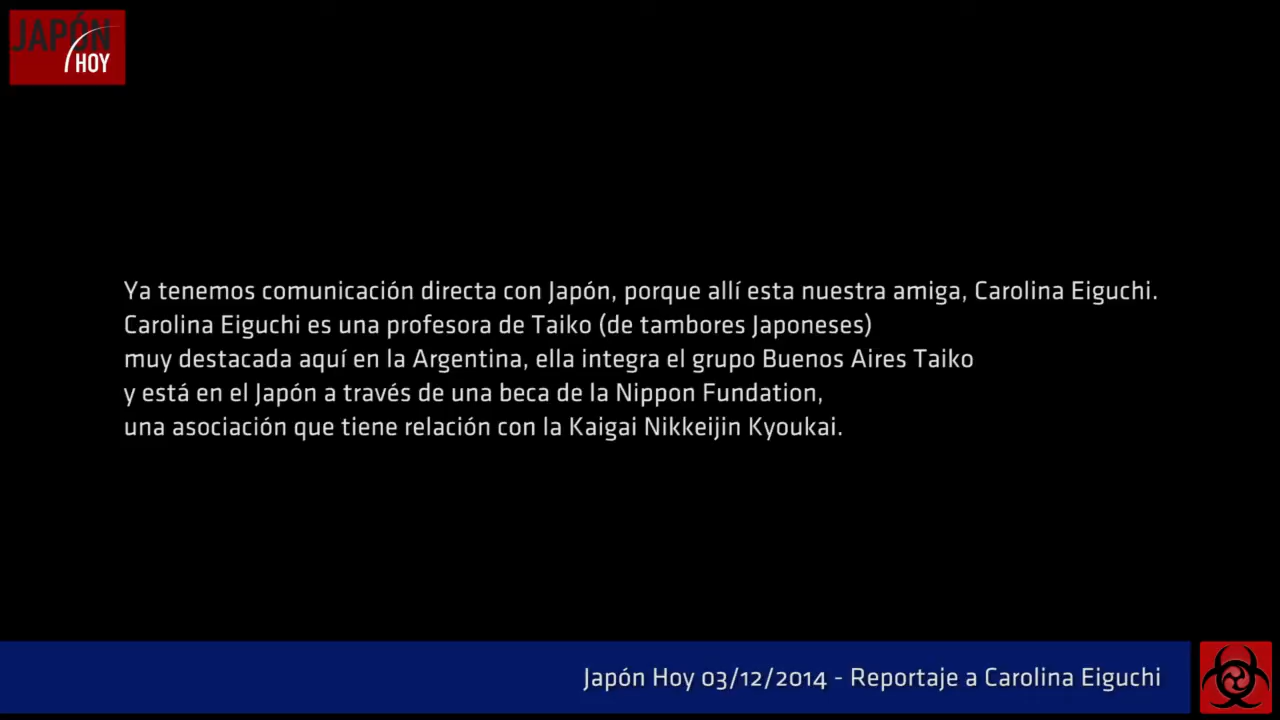 JAPÓN
HOY
Ya tenemos comunicación directa con Japón, porque allí esta nuestra amiga, Carolina Eiguchi.
Carolina Eiguchi es una profesora de Taiko (de tambores Japoneses)
muy destacada aquí en la Argentina, ella integra el grupo Buenos Aires Taiko
y está en el Japón a través de una beca de la Nippon Fundation,
una asociación que tiene relación con la Kaigai Nikkeijin Kyoukai.
Japón Hoy 03/12/2014 - Reportaje a Carolina Eiguchi